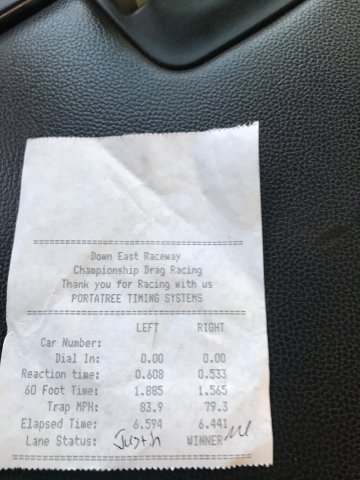 ==========================================
Down East Raceway
Championship Drag Racing
Thank you for Racing with us
PORTATREE TIMING SYSTEMS
==========================================
LEFT RIGHT
Car Number:
Dial In: 0.00 0.00
Reaction time: 0.608 0.533
60 Foot Time: 1.885 1.565
Trap MPH: 83.9 79.3
Elapsed Time: 6.594 6.441
Lane Status: Justin WINNER me
==========================================